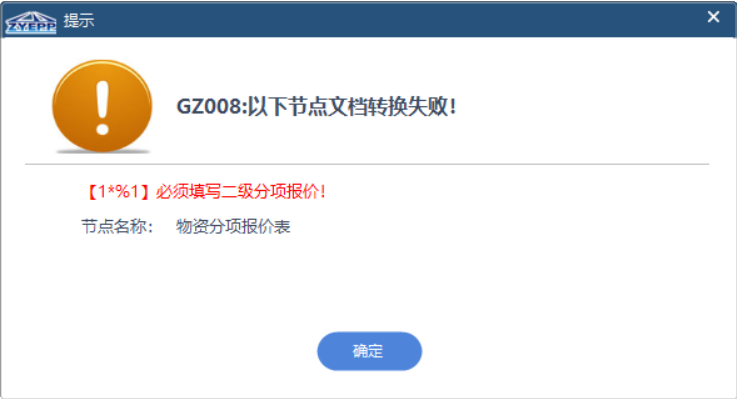 ZYEPP
提示
GZ008:以下节点文档转换失败!
【1*%1】必须填写二级分项报价!
节点名称： 物资分项报价表
确定